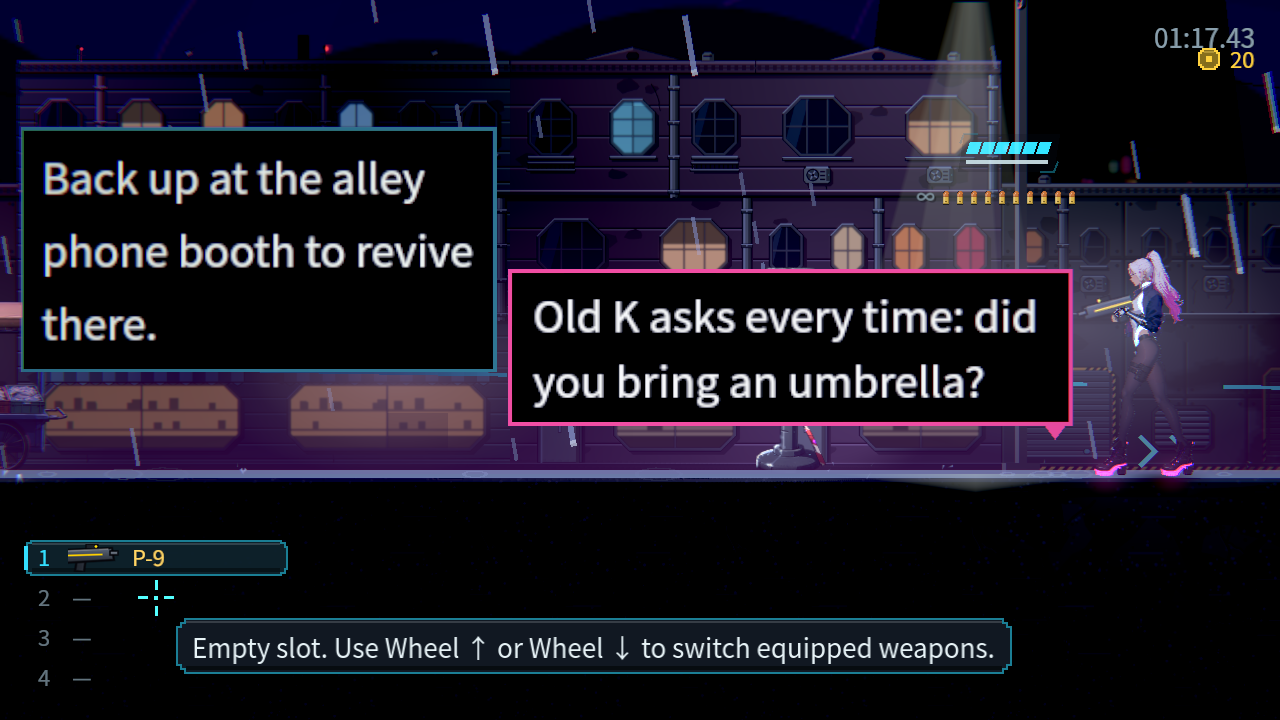 01:17.43
20
Back up at the alley
phone booth to revive
there.
∞
Old K asks every time: did
you bring an umbrella?
1 P-9
2 —
3 —
4 —
Empty slot. Use Wheel ↑ or Wheel ↓ to switch equipped weapons.